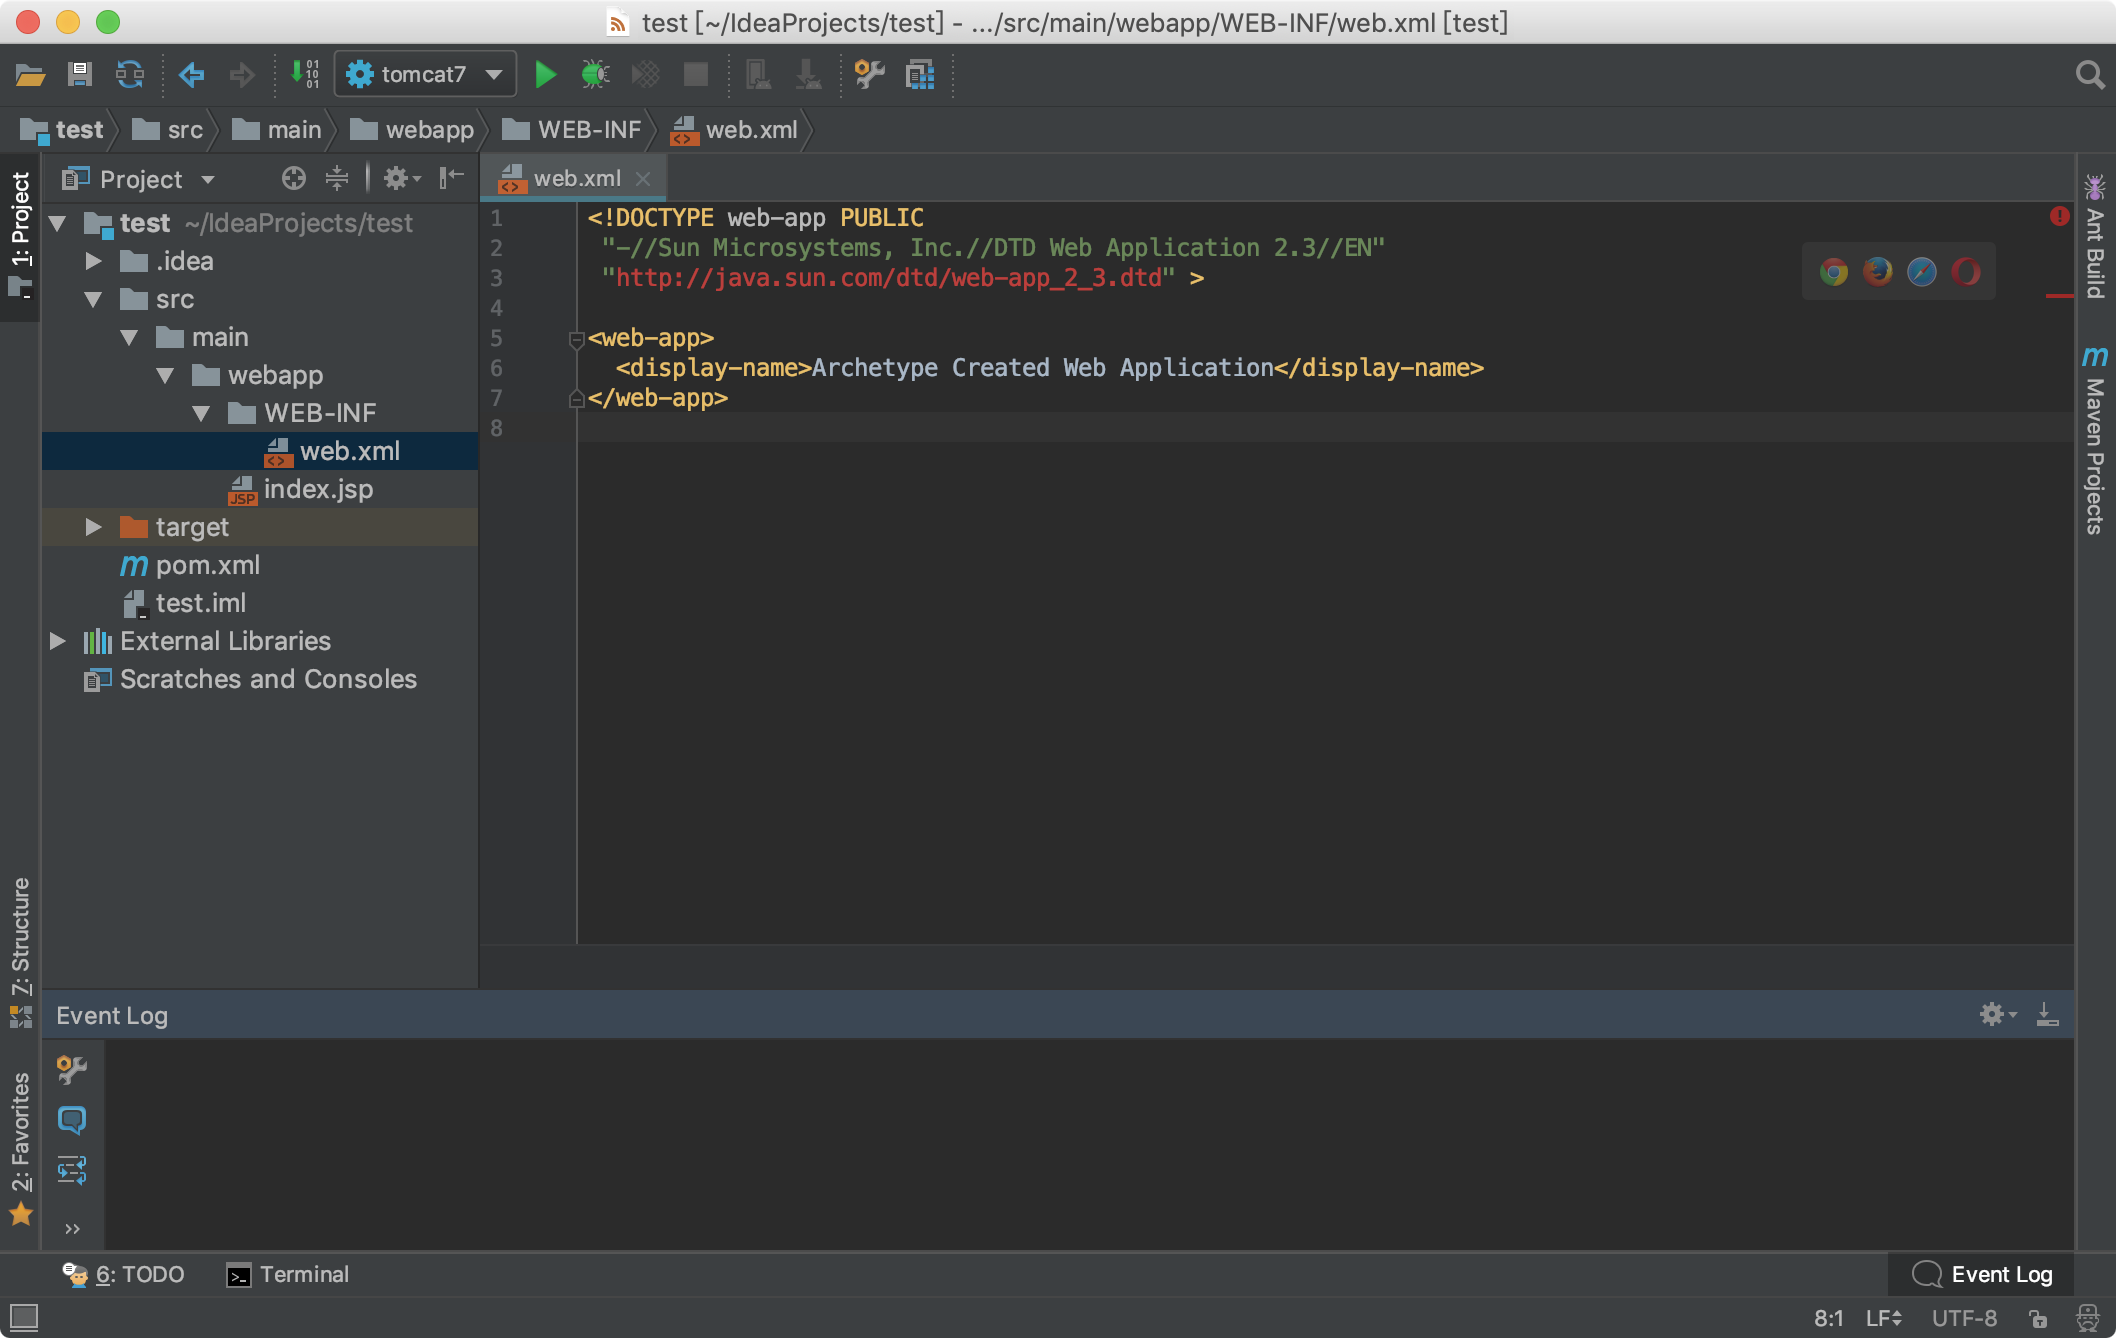 test [~/IdeaProjects/test] - .../src/main/webapp/WEB-INF/web.xml [test]
tomcat7
test src main webapp WEB-INF web.xml
1: Project
Project
test ~/IdeaProjects/test
.idea
src
main
webapp
WEB-INF
web.xml
index.jsp
target
pom.xml
test.iml
External Libraries
Scratches and Consoles
web.xml
1 <!DOCTYPE web-app PUBLIC
2 "-//Sun Microsystems, Inc.//DTD Web Application 2.3//EN"
3 "http://java.sun.com/dtd/web-app_2_3.dtd" >
4
5 <web-app>
6 <display-name>Archetype Created Web Application</display-name>
7 </web-app>
8
Ant Build
Maven Projects
7: Structure
2: Favorites
Event Log
6: TODO Terminal Event Log
8:1 LF UTF-8